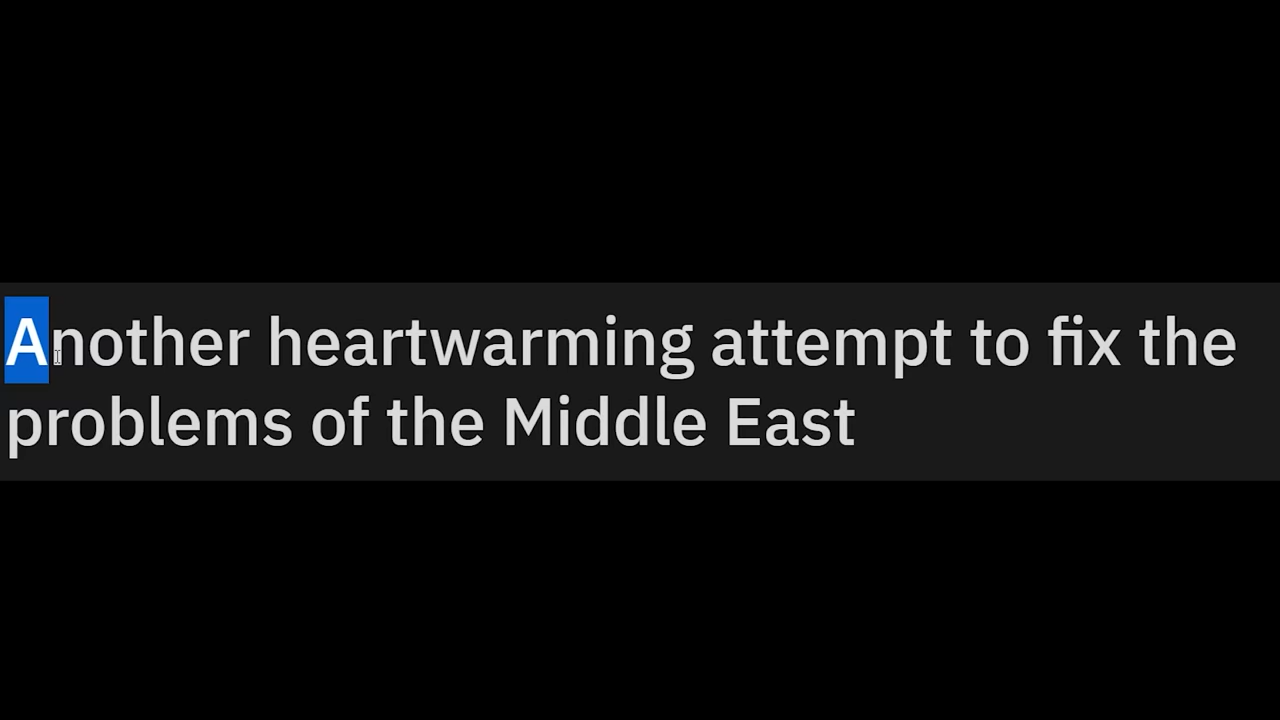 Another heartwarming attempt to fix the
problems of the Middle East